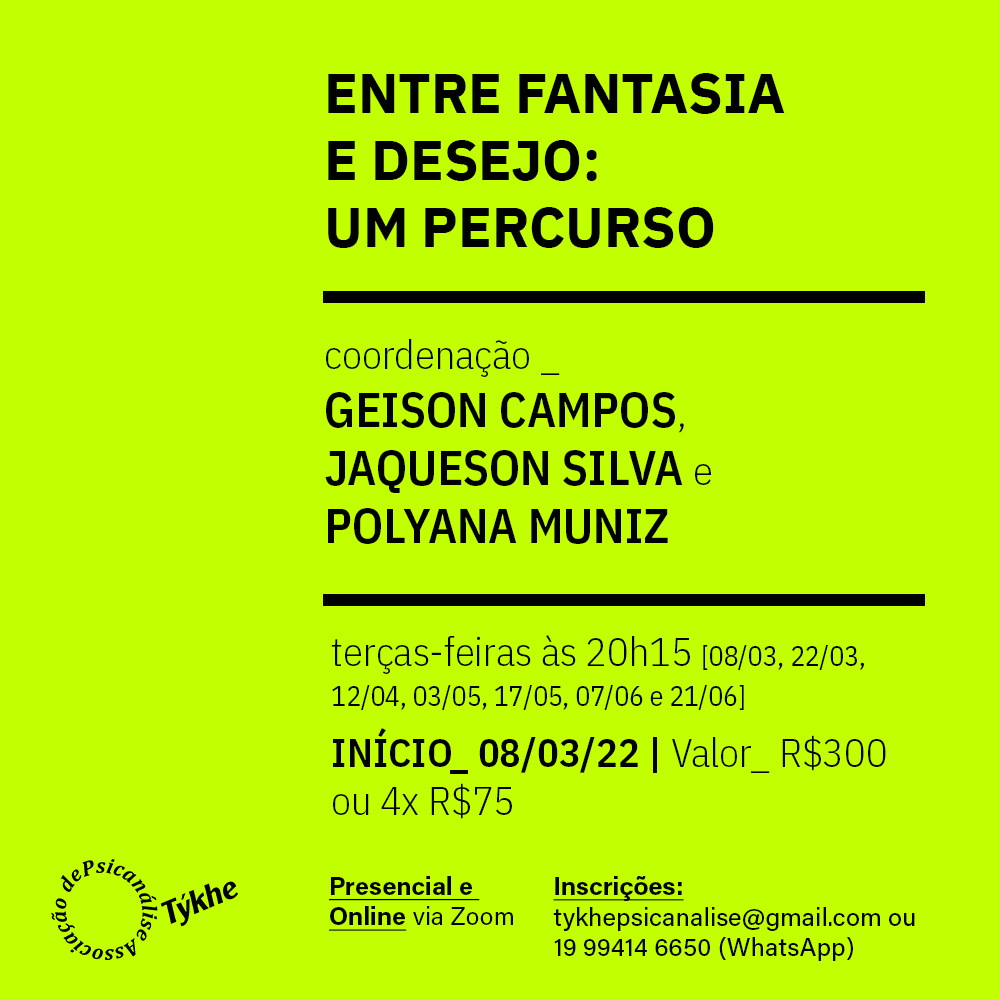 ENTRE FANTASIA
E DESEJO:
UM PERCURSO
coordenação _
GEISON CAMPOS,
JAQUESON SILVA e
POLYANA MUNIZ
terças-feiras às 20h15 [08/03, 22/03,
12/04, 03/05, 17/05, 07/06 e 21/06]
INÍCIO_ 08/03/22 | Valor_ R$300
ou 4x R$75
Associação de Psicanálise
Týkhe
Presencial e
Online via Zoom
Inscrições:
tykhepsicanalise@gmail.com ou
19 99414 6650 (WhatsApp)